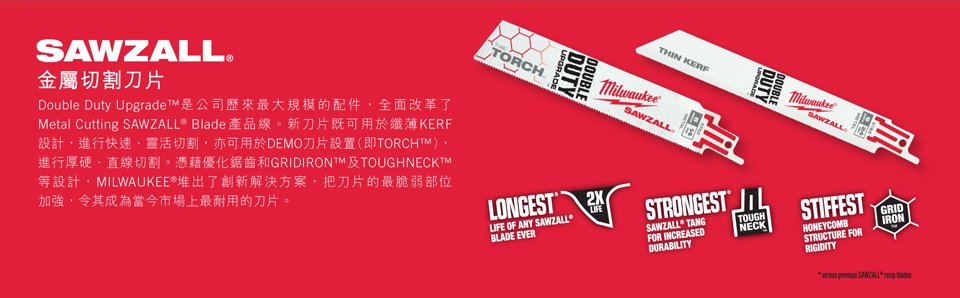 SAWZALL®
金屬切割刀片
Double Duty Upgrade™是公司歷來最大規模的配件，全面改革了
Metal Cutting SAWZALL® Blade產品線。新刀片既可用於纖薄KERF
設計，進行快速、靈活切割，亦可用於DEMO刀片設置(即TORCH™)，
進行厚硬、直線切割。憑藉優化鋸齒和GRIDIRON™及TOUGHNECK™
等設計，MILWAUKEE®堆出了創新解決方案，把刀片的最脆弱部位
加強，令其成為當今市場上最耐用的刀片。
THE
TORCH
DOUBLE
DUTY
UPGRADE™
Milwaukee®
SAWZALL®
THIN KERF
DOUBLE
DUTY
UPGRADE™
Milwaukee®
SAWZALL®
LONGEST*
LIFE OF ANY SAWZALL®
BLADE EVER
2X
LIFE
STRONGEST*
SAWZALL® TANG
FOR INCREASED
DURABILITY
TOUGH
NECK™
STIFFEST
HONEYCOMB
STRUCTURE FOR
RIGIDITY
GRID
IRON
™
* versus previous SAWZALL® recip blades